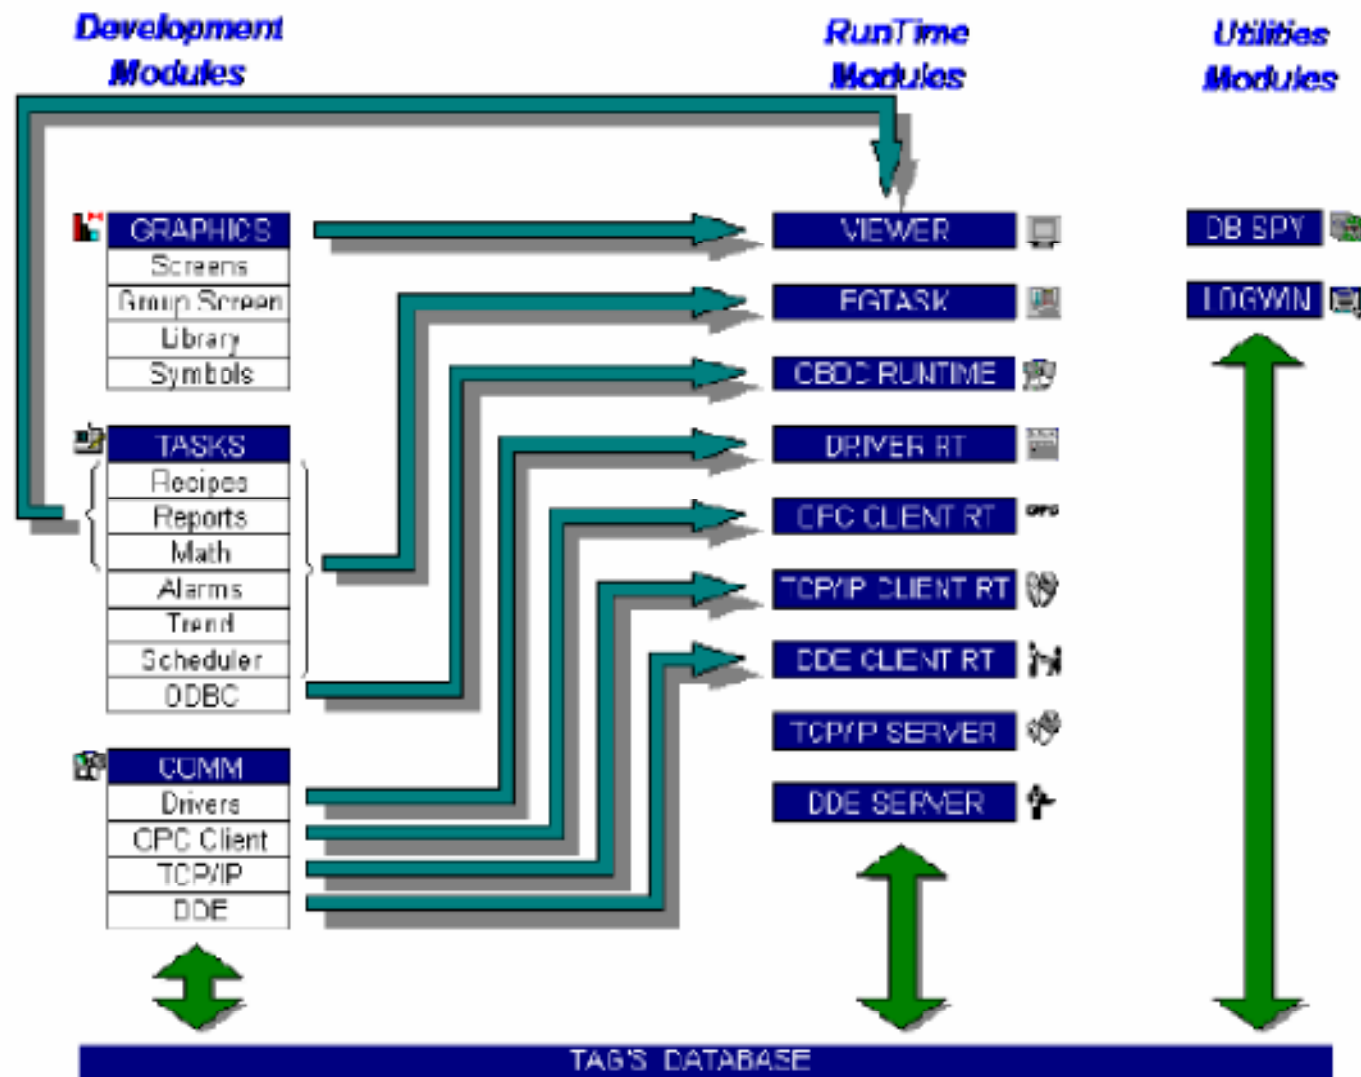 Development
Modules
RunTime
Modules
Utilities
Modules
GRAPHICS
Screens
Group Screen
Library
Symbols
TASKS
Recipes
Reports
Math
Alarms
Trend
Scheduler
ODBC
COMM
Drivers
OPC Client
TCP/IP
DDE
VIEWER
BGTASK
ODBC RUNTIME
DRIVER RT
OPC CLIENT RT
TCP/IP CLIENT RT
DDE CLIENT RT
TCP/IP SERVER
DDE SERVER
DB SPY
LOGWIN
TAG'S DATABASE